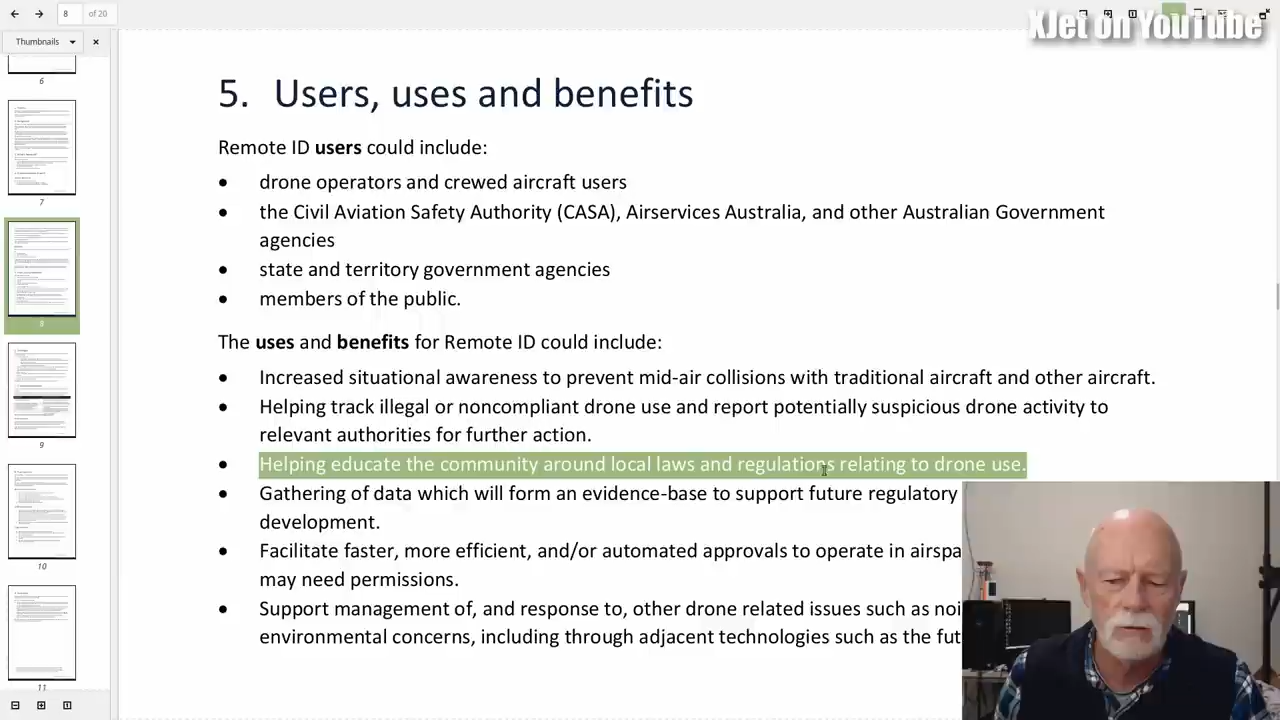 8 of 20
XJet on YouTube
Thumbnails
6
7
8
9
10
11
5. Users, uses and benefits
Remote ID users could include:
• drone operators and crewed aircraft users
• the Civil Aviation Safety Authority (CASA), Airservices Australia, and other Australian Government
agencies
• state and territory government agencies
• members of the public.
The uses and benefits for Remote ID could include:
• Increased situational awareness to prevent mid-air collisions with traditional aircraft and other aircraft.
• Helping track illegal or noncompliant drone use and report potentially suspicious drone activity to
relevant authorities for further action.
• Helping educate the community around local laws and regulations relating to drone use.
• Gathering of data which will form an evidence-base to support future regulatory
development.
• Facilitate faster, more efficient, and/or automated approvals to operate in airspa
may need permissions.
• Support management of, and response to, other drone related issues such as noi
environmental concerns, including through adjacent technologies such as the fut